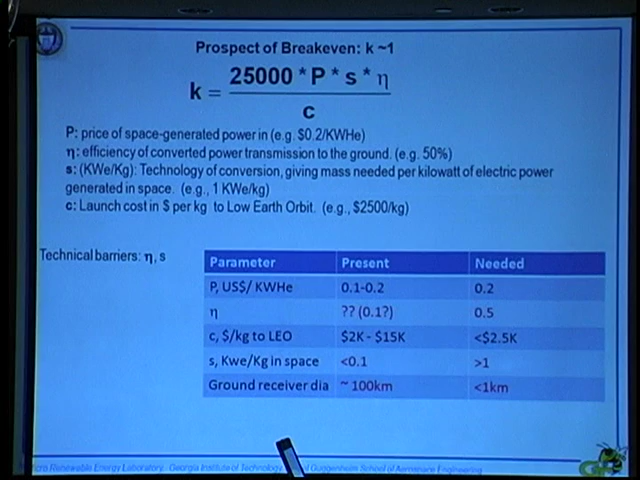 Prospect of Breakeven: k ~1
k = 25000 * P * s * η
c
P: price of space-generated power in (e.g. $0.2/KWHe)
η: efficiency of converted power transmission to the ground. (e.g. 50%)
s: (KWe/Kg): Technology of conversion, giving mass needed per kilowatt of electric power
generated in space. (e.g., 1 KWe/kg)
c: Launch cost in $ per kg to Low Earth Orbit. (e.g., $2500/kg)
Technical barriers: η, s
Parameter Present Needed
P, US$/ KWHe 0.1-0.2 0.2
η ?? (0.1?) 0.5
c, $/kg to LEO $2K - $15K <$2.5K
s, Kwe/Kg in space <0.1 >1
Ground receiver dia ~ 100km <1km
Renewable Energy Laboratory. Georgia Institute of Technology Guggenheim School of Aerospace Engineering